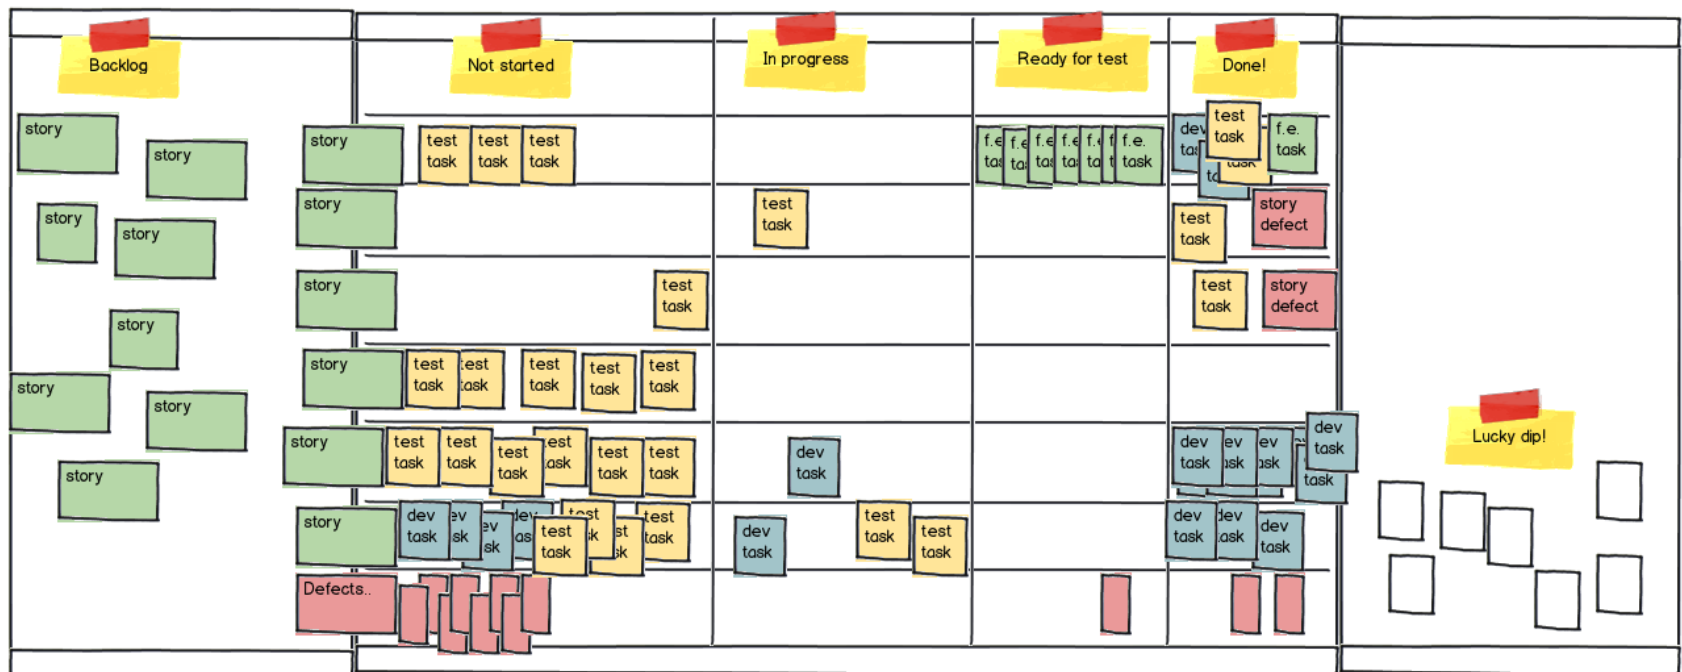 Backlog
Not started
In progress
Ready for test
Done!
story
story
story
story
story
story
story
story
story
test
task
test
task
test
task
f.e.
task
dev
test
task
f.e.
task
story
test
task
test
task
story
defect
story
test
task
test
task
story
defect
story
test
task
test
task
test
task
test
task
story
test
task
test
task
test
task
test
task
test
task
dev
task
dev
task
dev
task
task
story
dev
task
test
task
dev
task
test
task
test
task
dev
task
dev
task
Defects..
Lucky dip!